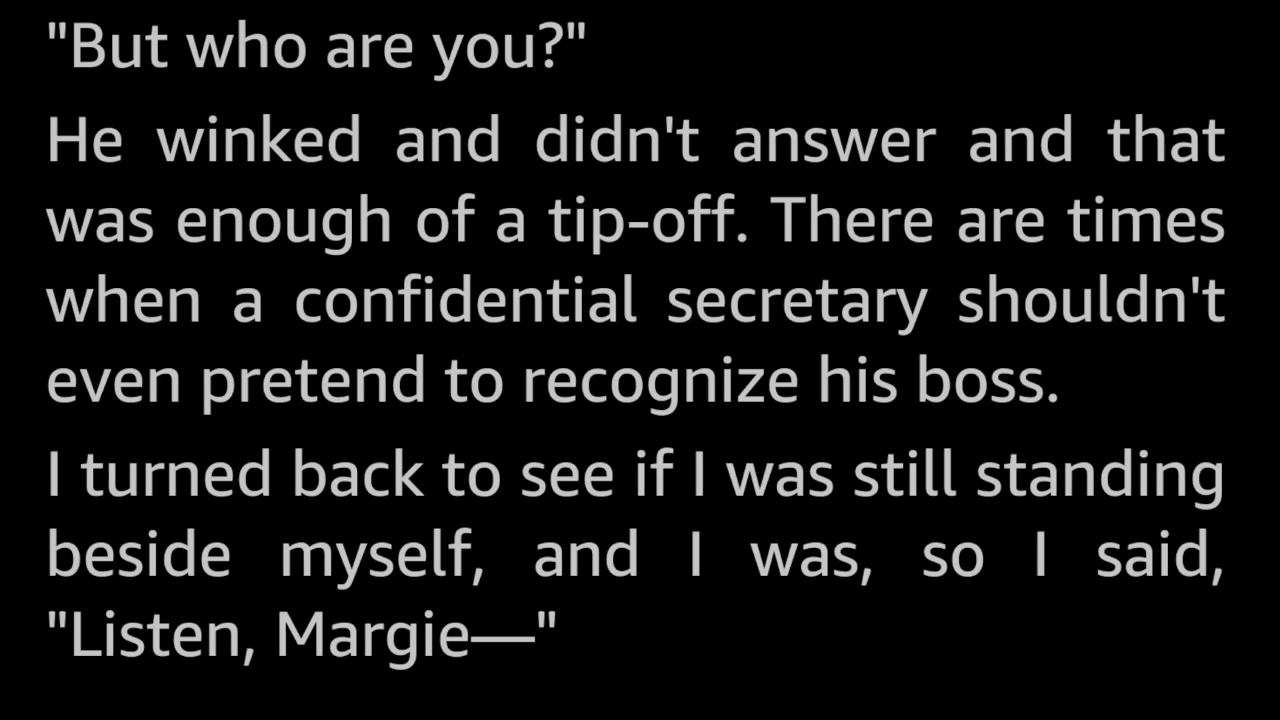 "But who are you?"
He winked and didn't answer and that
was enough of a tip-off. There are times
when a confidential secretary shouldn't
even pretend to recognize his boss.
I turned back to see if I was still standing
beside myself, and I was, so I said,
"Listen, Margie—"